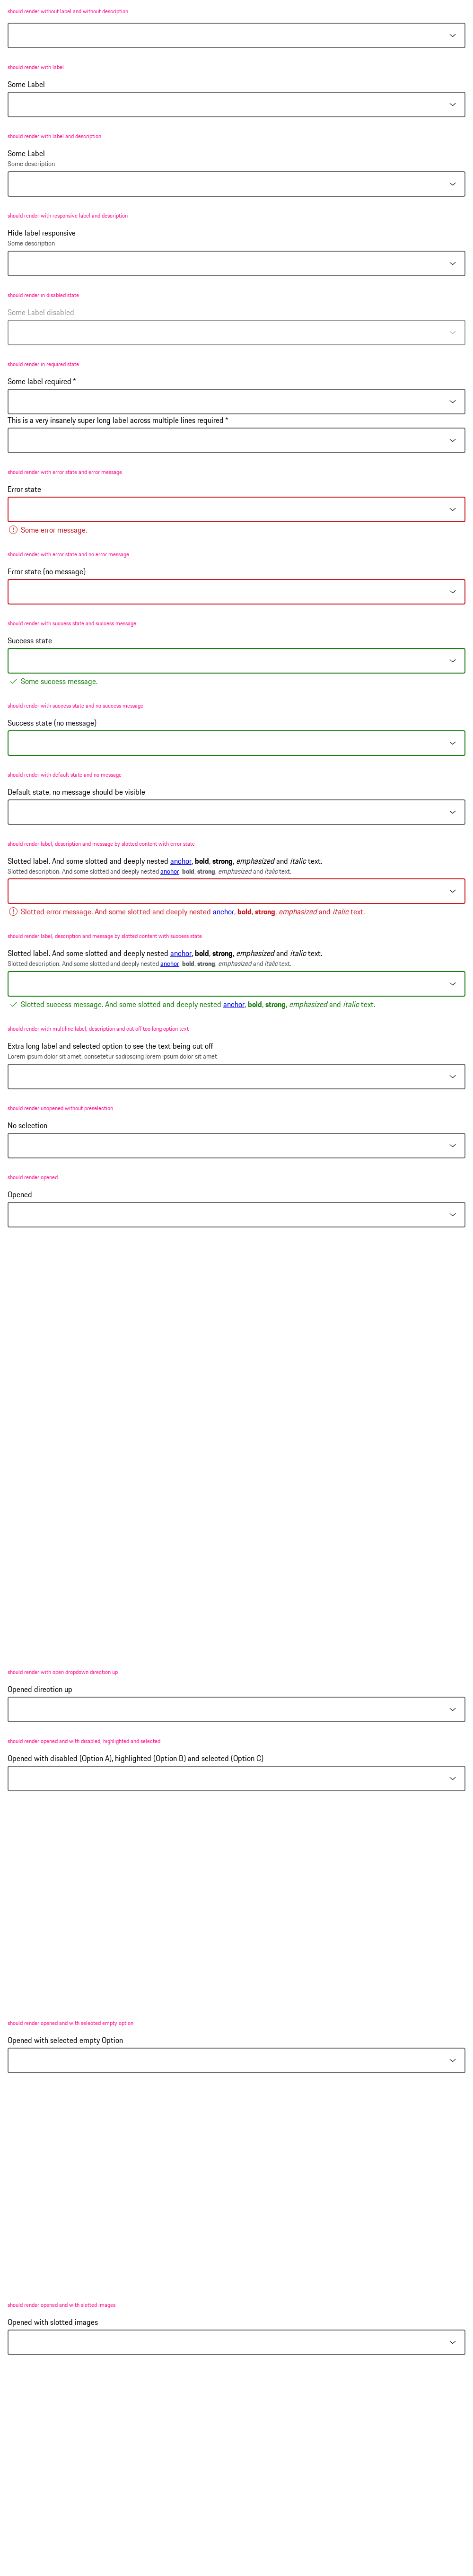 should render without label and without description
should render with label
Some Label
should render with label and description
Some Label
Some description
should render with responsive label and description
Hide label responsive
Some description
should render in disabled state
Some Label disabled
should render in required state
Some label required *
This is a very insanely super long label across multiple lines required *
should render with error state and error message
Error state
Some error message.
should render with error state and no error message
Error state (no message)
should render with success state and success message
Success state
Some success message.
should render with success state and no success message
Success state (no message)
should render with default state and no message
Default state, no message should be visible
should render label, description and message by slotted content with error state
Slotted label. And some slotted and deeply nested anchor, bold, strong, emphasized and italic text.
Slotted description. And some slotted and deeply nested anchor, bold, strong, emphasized and italic text.
Slotted error message. And some slotted and deeply nested anchor, bold, strong, emphasized and italic text.
should render label, description and message by slotted content with success state
Slotted label. And some slotted and deeply nested anchor, bold, strong, emphasized and italic text.
Slotted description. And some slotted and deeply nested anchor, bold, strong, emphasized and italic text.
Slotted success message. And some slotted and deeply nested anchor, bold, strong, emphasized and italic text.
should render with multiline label, description and cut off too long option text
Extra long label and selected option to see the text being cut off
Lorem ipsum dolor sit amet, consetetur sadipscing lorem ipsum dolor sit amet
should render unopened without preselection
No selection
should render opened
Opened
should render with open dropdown direction up
Opened direction up
should render opened and with disabled, highlighted and selected
Opened with disabled (Option A), highlighted (Option B) and selected (Option C)
should render opened and with selected empty option
Opened with selected empty Option
should render opened and with slotted images
Opened with slotted images